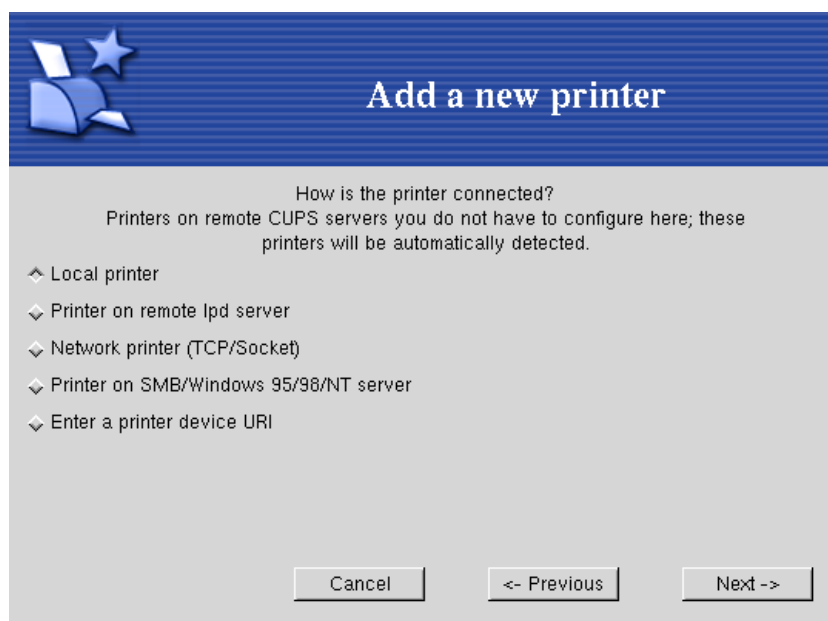 Add a new printer
How is the printer connected?
Printers on remote CUPS servers you do not have to configure here; these
printers will be automatically detected.
Local printer
Printer on remote lpd server
Network printer (TCP/Socket)
Printer on SMB/Windows 95/98/NT server
Enter a printer device URI
Cancel
<- Previous
Next ->